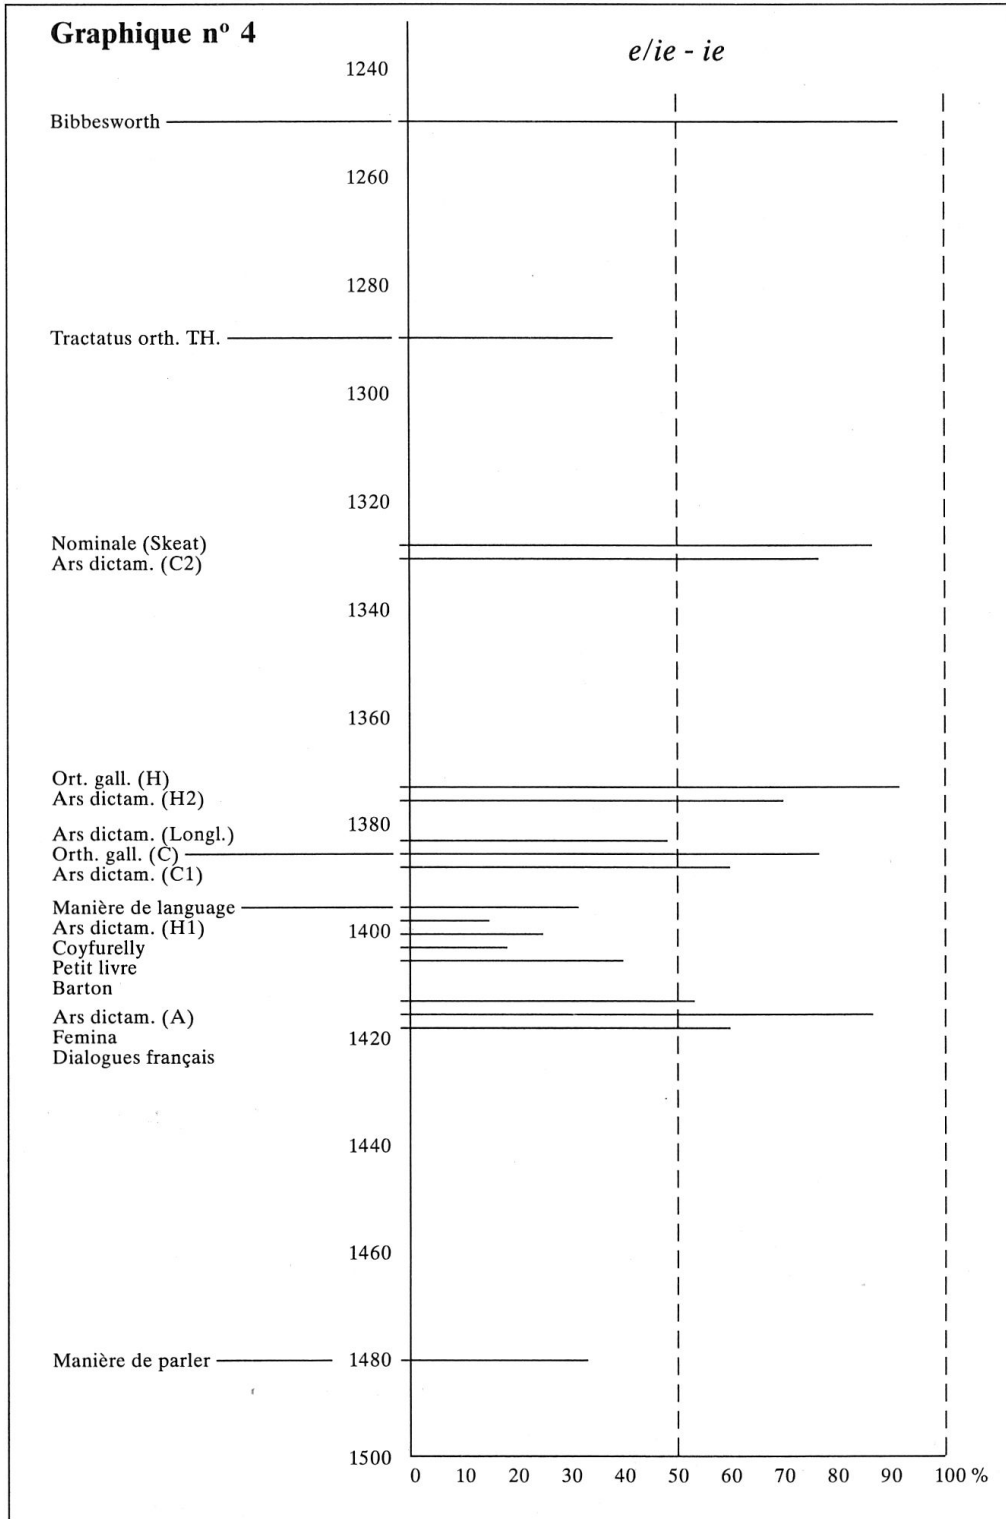 Graphique nº 4
e/ie - ie
1240
Bibbesworth
1260
1280
Tractatus orth. TH.
1300
1320
Nominale (Skeat)
Ars dictam. (C2)
1340
1360
Ort. gall. (H)
Ars dictam. (H2)
1380
Ars dictam. (Longl.)
Orth. gall. (C)
Ars dictam. (C1)
Manière de language
Ars dictam. (H1)
1400
Coyfurelly
Petit livre
Barton
Ars dictam. (A)
Femina
1420
Dialogues français
1440
1460
Manière de parler
1480
1500
0 10 20 30 40 50 60 70 80 90 100 %